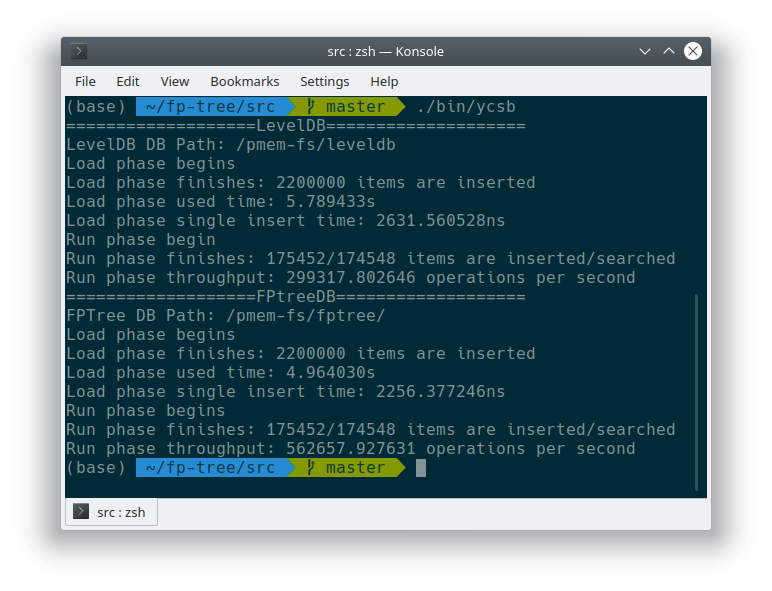 src : zsh — Konsole
File Edit View Bookmarks Settings Help
(base) ~/fp-tree/src master ./bin/ycsb
===================LevelDB====================
LevelDB DB Path: /pmem-fs/leveldb
Load phase begins
Load phase finishes: 2200000 items are inserted
Load phase used time: 5.789433s
Load phase single insert time: 2631.560528ns
Run phase begin
Run phase finishes: 175452/174548 items are inserted/searched
Run phase throughput: 299317.802646 operations per second
===================FPtreeDB===================
FPTree DB Path: /pmem-fs/fptree/
Load phase begins
Load phase finishes: 2200000 items are inserted
Load phase used time: 4.964030s
Load phase single insert time: 2256.377246ns
Run phase begins
Run phase finishes: 175452/174548 items are inserted/searched
Run phase throughput: 562657.927631 operations per second
(base) ~/fp-tree/src master
src : zsh